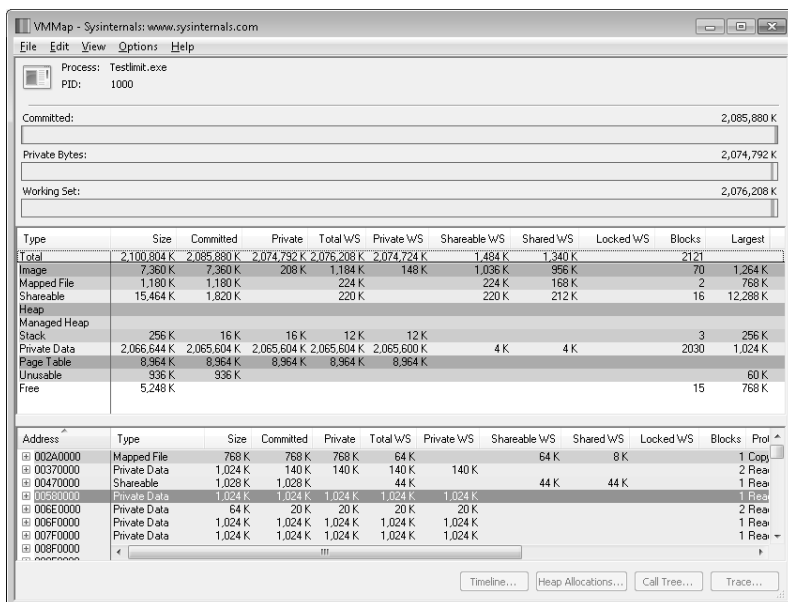 VMMap - Sysinternals: www.sysinternals.com
File Edit View Options Help
Process: Testlimit.exe
PID: 1000
Committed: 2,085,880 K
Private Bytes: 2,074,792 K
Working Set: 2,076,208 K
Type Size Committed Private Total WS Private WS Shareable WS Shared WS Locked WS Blocks Largest
Total 2,100,804 K 2,085,880 K 2,074,792 K 2,076,208 K 2,074,724 K 1,484 K 1,340 K 2121
Image 7,360 K 7,360 K 208 K 1,184 K 148 K 1,036 K 956 K 70 1,264 K
Mapped File 1,180 K 1,180 K 224 K 224 K 168 K 2 768 K
Shareable 15,464 K 1,820 K 220 K 220 K 212 K 16 12,288 K
Heap
Managed Heap
Stack 256 K 16 K 16 K 12 K 12 K 3 256 K
Private Data 2,066,644 K 2,065,604 K 2,065,604 K 2,065,604 K 2,065,600 K 4 K 4 K 2030 1,024 K
Page Table 8,964 K 8,964 K 8,964 K 8,964 K 8,964 K
Unusable 936 K 936 K 60 K
Free 5,248 K 15 768 K
Address Type Size Committed Private Total WS Private WS Shareable WS Shared WS Locked WS Blocks
002A0000 Mapped File 768 K 768 K 768 K 64 K 64 K 8 K 1 Copy
00370000 Private Data 1,024 K 140 K 140 K 140 K 140 K 2 Rea
00470000 Shareable 1,028 K 1,028 K 44 K 44 K 44 K 1 Rea
00580000 Private Data 1,024 K 1,024 K 1,024 K 1,024 K 1,024 K 1 Rea
006E0000 Private Data 64 K 20 K 20 K 20 K 20 K 2 Rea
006F0000 Private Data 1,024 K 1,024 K 1,024 K 1,024 K 1,024 K 1 Rea
007F0000 Private Data 1,024 K 1,024 K 1,024 K 1,024 K 1,024 K 1 Rea
008F0000
Timeline... Heap Allocations... Call Tree... Trace...